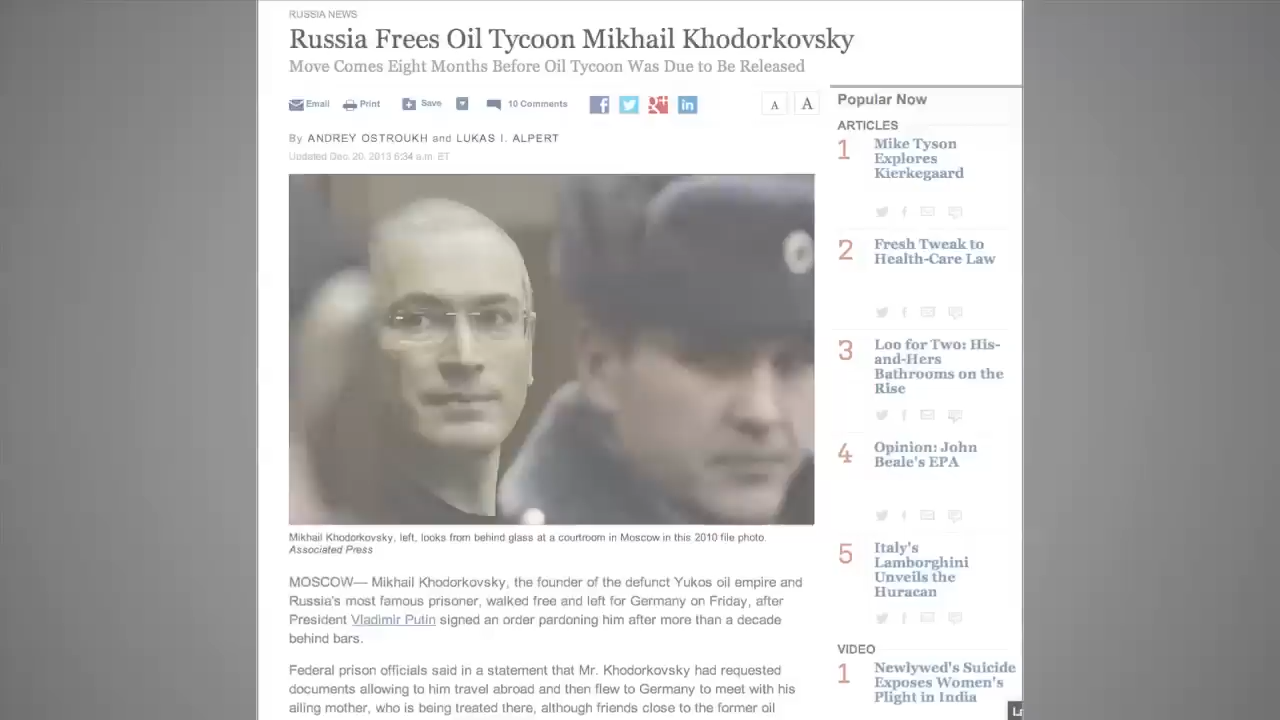 RUSSIA NEWS
Russia Frees Oil Tycoon Mikhail Khodorkovsky
Move Comes Eight Months Before Oil Tycoon Was Due to Be Released
Email Print Save 10 Comments
A A
By ANDREY OSTROUKH and LUKAS I. ALPERT
Updated Dec. 20, 2013 6:34 a.m. ET
Mikhail Khodorkovsky, left, looks from behind glass at a courtroom in Moscow in this 2010 file photo.
Associated Press
MOSCOW— Mikhail Khodorkovsky, the founder of the defunct Yukos oil empire and
Russia's most famous prisoner, walked free and left for Germany on Friday, after
President Vladimir Putin signed an order pardoning him after more than a decade
behind bars.
Federal prison officials said in a statement that Mr. Khodorkovsky had requested
documents allowing to him travel abroad and then flew to Germany to meet with his
ailing mother, who is being treated there, although friends close to the former oil
Popular Now
ARTICLES
1
Mike Tyson
Explores
Kierkegaard
2
Fresh Tweak to
Health-Care Law
3
Loo for Two: His-
and-Hers
Bathrooms on the
Rise
4
Opinion: John
Beale's EPA
5
Italy's
Lamborghini
Unveils the
Huracan
VIDEO
1
Newlywed's Suicide
Exposes Women's
Plight in India